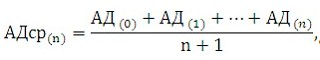 АДср₍ₙ₎ = (АД₍₀₎ + АД₍₁₎ + ⋯ + АД₍ₙ₎) / (n + 1),